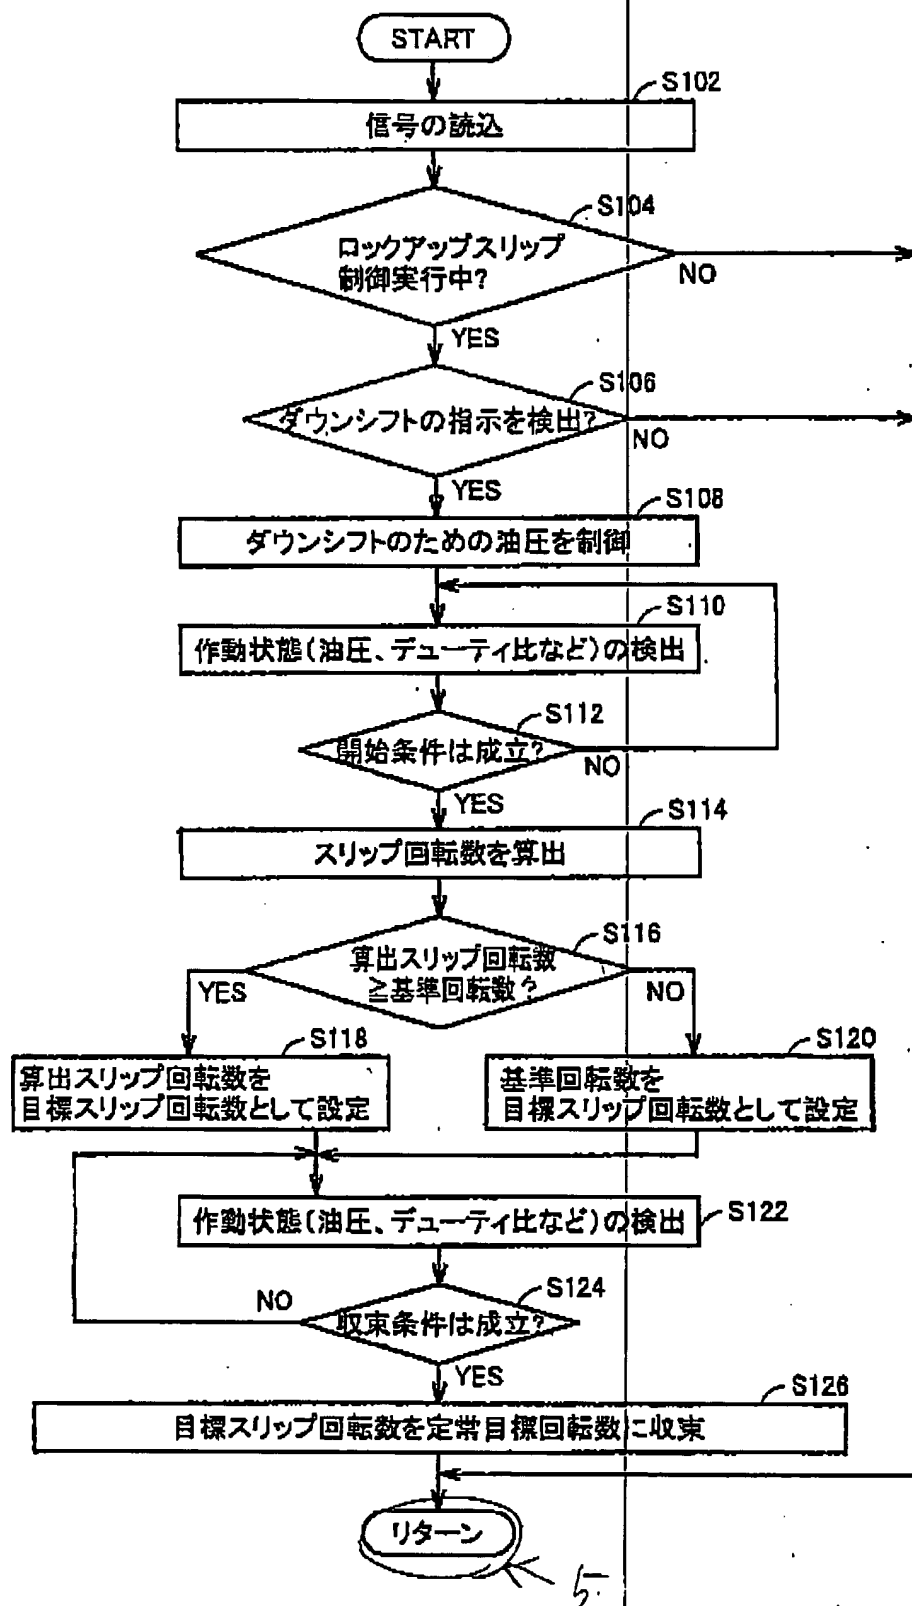 START
S102
信号の読込
S104
ロックアップスリップ
制御実行中?
NO
YES
S106
ダウンシフトの指示を検出?
NO
YES
S108
ダウンシフトのための油圧を制御
S110
作動状態(油圧、デューティ比など)の検出
S112
開始条件は成立?
NO
YES
S114
スリップ回転数を算出
S116
算出スリップ回転数
≧基準回転数?
YES
NO
S118
算出スリップ回転数を
目標スリップ回転数として設定
S120
基準回転数を
目標スリップ回転数として設定
S122
作動状態(油圧、デューティ比など)の検出
S124
収束条件は成立?
NO
YES
S126
目標スリップ回転数を定常目標回転数に収束
リターン